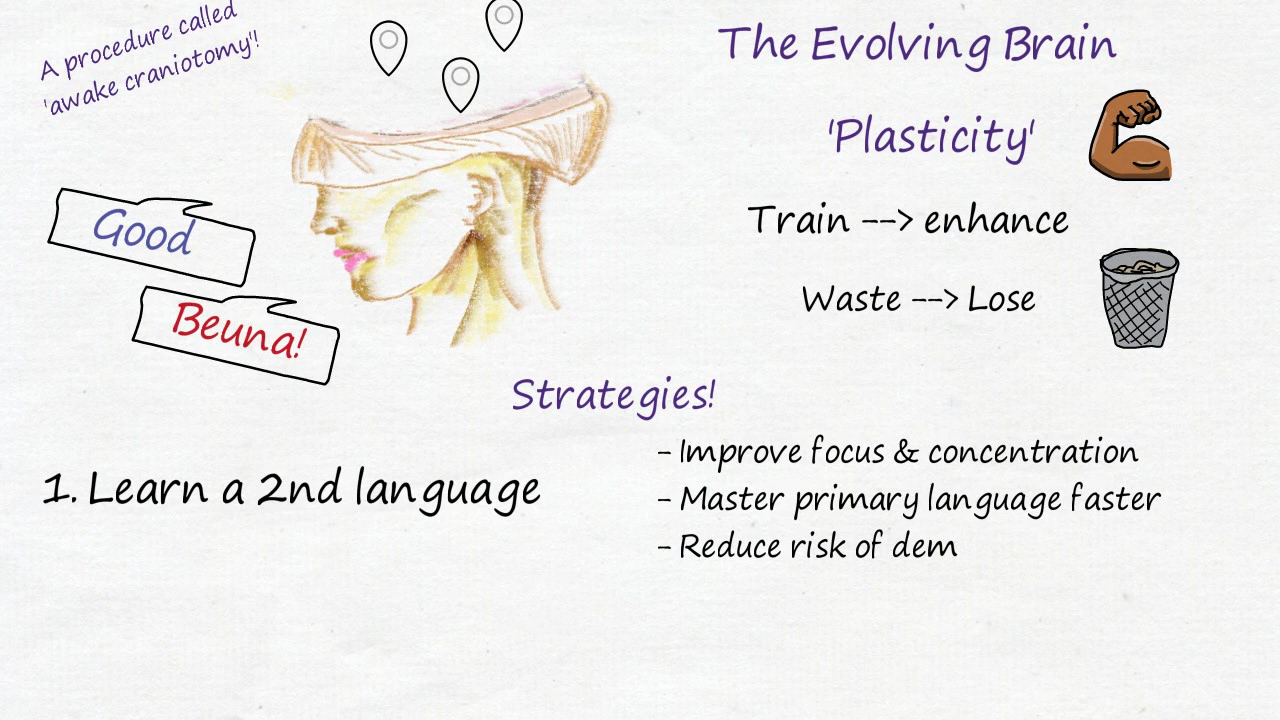 A procedure called
'awake craniotomy'!
Good
Beuna!
The Evolving Brain
'Plasticity'
Train --> enhance
Waste --> Lose
Strategies!
1. Learn a 2nd language
- Improve focus & concentration
- Master primary language faster
- Reduce risk of dem